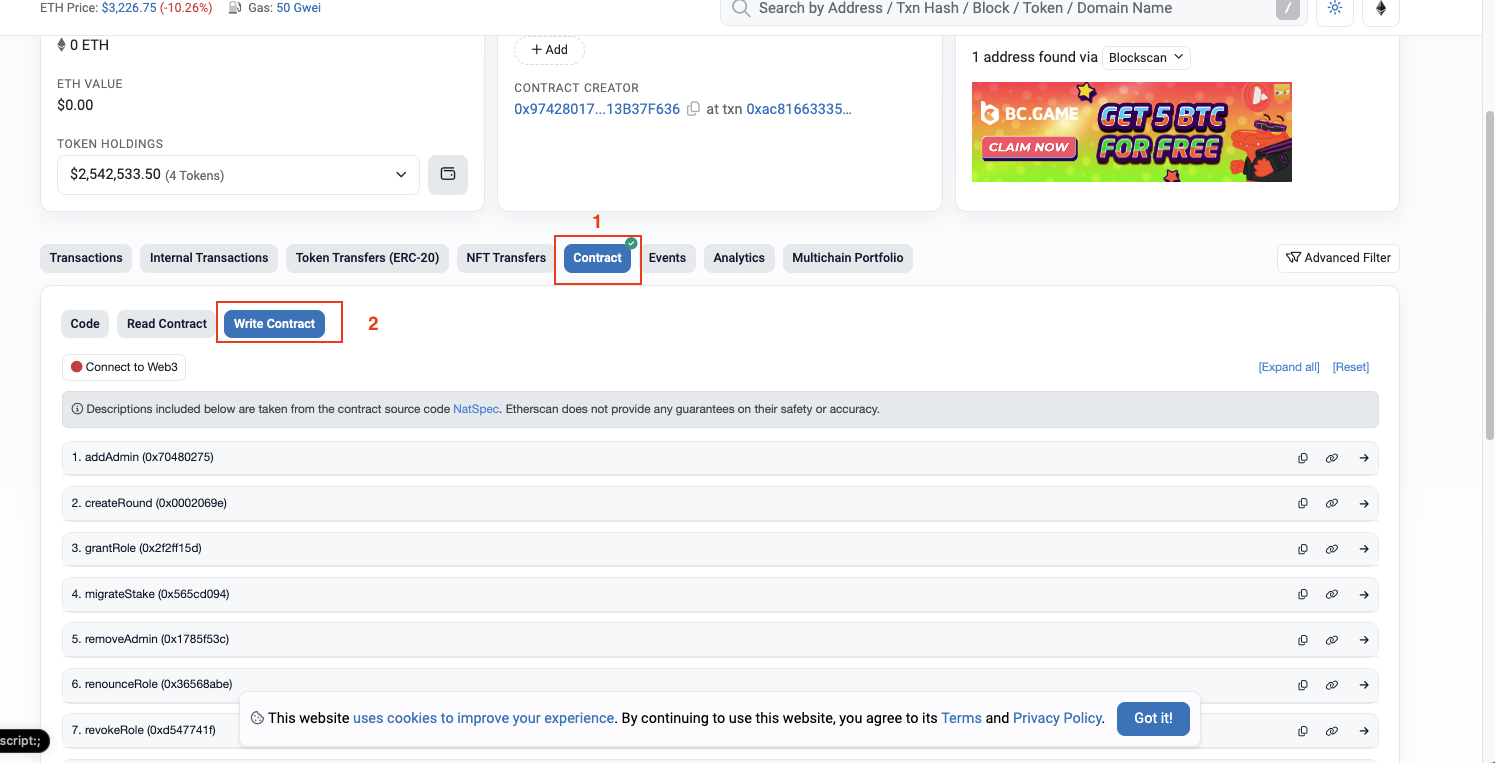 ETH Price: $3,226.75 (-10.26%) Gas: 50 Gwei
Search by Address / Txn Hash / Block / Token / Domain Name /
0 ETH
ETH VALUE
$0.00
TOKEN HOLDINGS
$2,542,533.50 (4 Tokens)
+ Add
CONTRACT CREATOR
0x97428017...13B37F636 at txn 0xac81663335...
1 address found via Blockscan
BC.GAME
CLAIM NOW
GET 5 BTC
FOR FREE
1
Transactions Internal Transactions Token Transfers (ERC-20) NFT Transfers Contract Events Analytics Multichain Portfolio Advanced Filter
Code Read Contract Write Contract 2
Connect to Web3 [Expand all] [Reset]
Descriptions included below are taken from the contract source code NatSpec. Etherscan does not provide any guarantees on their safety or accuracy.
1. addAdmin (0x70480275)
2. createRound (0x0002069e)
3. grantRole (0x2f2ff15d)
4. migrateStake (0x565cd094)
5. removeAdmin (0x1785f53c)
6. renounceRole (0x36568abe)
7. revokeRole (0xd547741f)
This website uses cookies to improve your experience. By continuing to use this website, you agree to its Terms and Privacy Policy. Got it!
script:;